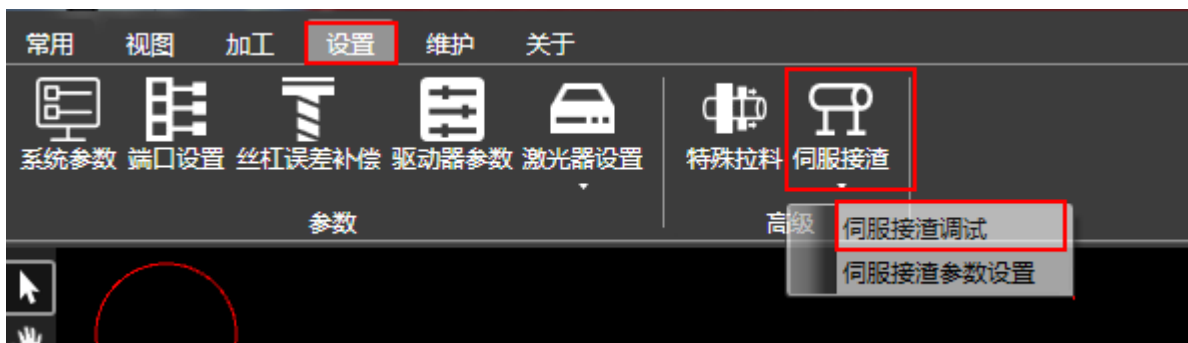 常用 视图 加工 设置 维护 关于
系统参数 端口设置 丝杠误差补偿 驱动器参数 激光器设置 特殊拉料 伺服接渣
参数 高级
伺服接渣调试
伺服接渣参数设置